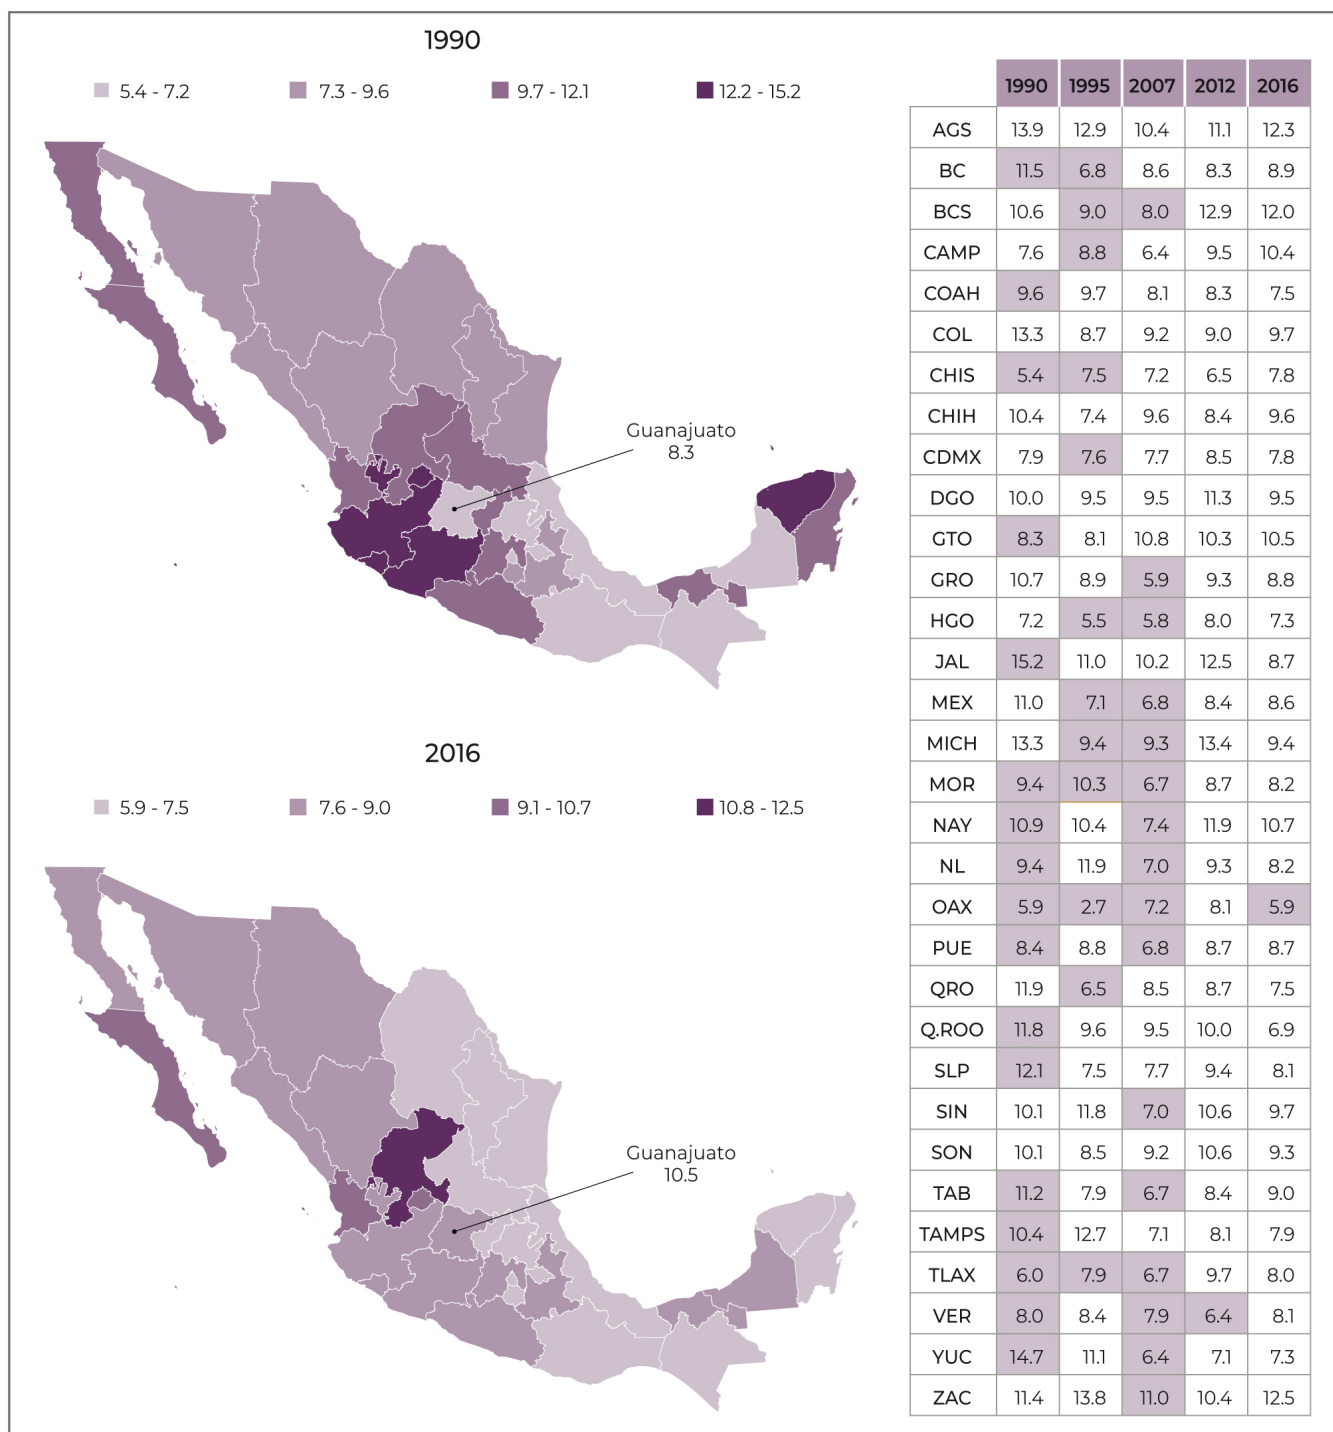 1990
5.4 - 7.2 7.3 - 9.6 9.7 - 12.1 12.2 - 15.2
Guanajuato
8.3
2016
5.9 - 7.5 7.6 - 9.0 9.1 - 10.7 10.8 - 12.5
Guanajuato
10.5
1990 1995 2007 2012 2016
AGS 13.9 12.9 10.4 11.1 12.3
BC 11.5 6.8 8.6 8.3 8.9
BCS 10.6 9.0 8.0 12.9 12.0
CAMP 7.6 8.8 6.4 9.5 10.4
COAH 9.6 9.7 8.1 8.3 7.5
COL 13.3 8.7 9.2 9.0 9.7
CHIS 5.4 7.5 7.2 6.5 7.8
CHIH 10.4 7.4 9.6 8.4 9.6
CDMX 7.9 7.6 7.7 8.5 7.8
DGO 10.0 9.5 9.5 11.3 9.5
GTO 8.3 8.1 10.8 10.3 10.5
GRO 10.7 8.9 5.9 9.3 8.8
HGO 7.2 5.5 5.8 8.0 7.3
JAL 15.2 11.0 10.2 12.5 8.7
MEX 11.0 7.1 6.8 8.4 8.6
MICH 13.3 9.4 9.3 13.4 9.4
MOR 9.4 10.3 6.7 8.7 8.2
NAY 10.9 10.4 7.4 11.9 10.7
NL 9.4 11.9 7.0 9.3 8.2
OAX 5.9 2.7 7.2 8.1 5.9
PUE 8.4 8.8 6.8 8.7 8.7
QRO 11.9 6.5 8.5 8.7 7.5
Q.ROO 11.8 9.6 9.5 10.0 6.9
SLP 12.1 7.5 7.7 9.4 8.1
SIN 10.1 11.8 7.0 10.6 9.7
SON 10.1 8.5 9.2 10.6 9.3
TAB 11.2 7.9 6.7 8.4 9.0
TAMPS 10.4 12.7 7.1 8.1 7.9
TLAX 6.0 7.9 6.7 9.7 8.0
VER 8.0 8.4 7.9 6.4 8.1
YUC 14.7 11.1 6.4 7.1 7.3
ZAC 11.4 13.8 11.0 10.4 12.5